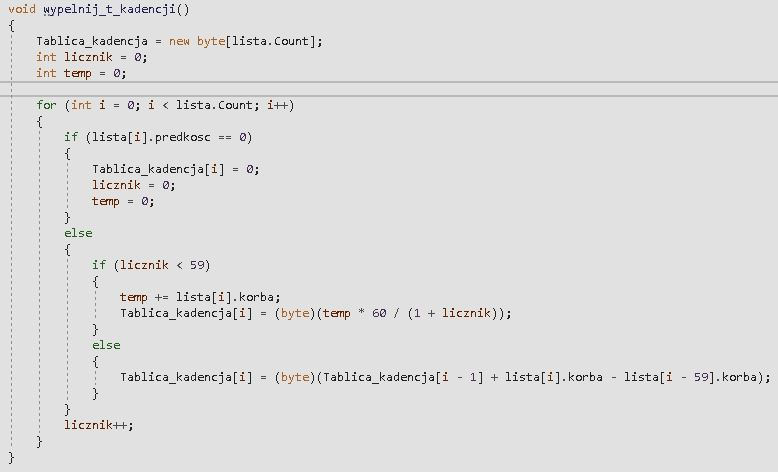 void wypelnij_t_kadencji()
{
    Tablica_kadencja = new byte[lista.Count];
    int licznik = 0;
    int temp = 0;

    for (int i = 0; i < lista.Count; i++)
    {
        if (lista[i].predkosc == 0)
        {
            Tablica_kadencja[i] = 0;
            licznik = 0;
            temp = 0;
        }
        else
        {
            if (licznik < 59)
            {
                temp += lista[i].korba;
                Tablica_kadencja[i] = (byte)(temp * 60 / (1 + licznik));
            }
            else
            {
                Tablica_kadencja[i] = (byte)(Tablica_kadencja[i - 1] + lista[i].korba - lista[i - 59].korba);
            }
        }
        licznik++;
    }
}